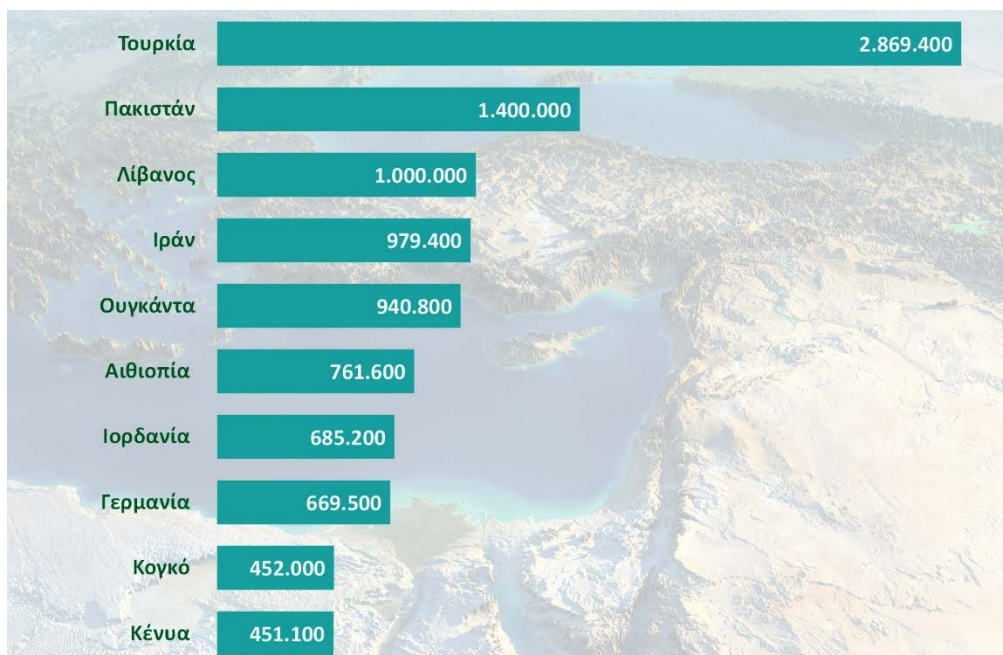 Τουρκία 2.869.400
Πακιστάν 1.400.000
Λίβανος 1.000.000
Ιράν 979.400
Ουγκάντα 940.800
Αιθιοπία 761.600
Ιορδανία 685.200
Γερμανία 669.500
Κογκό 452.000
Κένυα 451.100